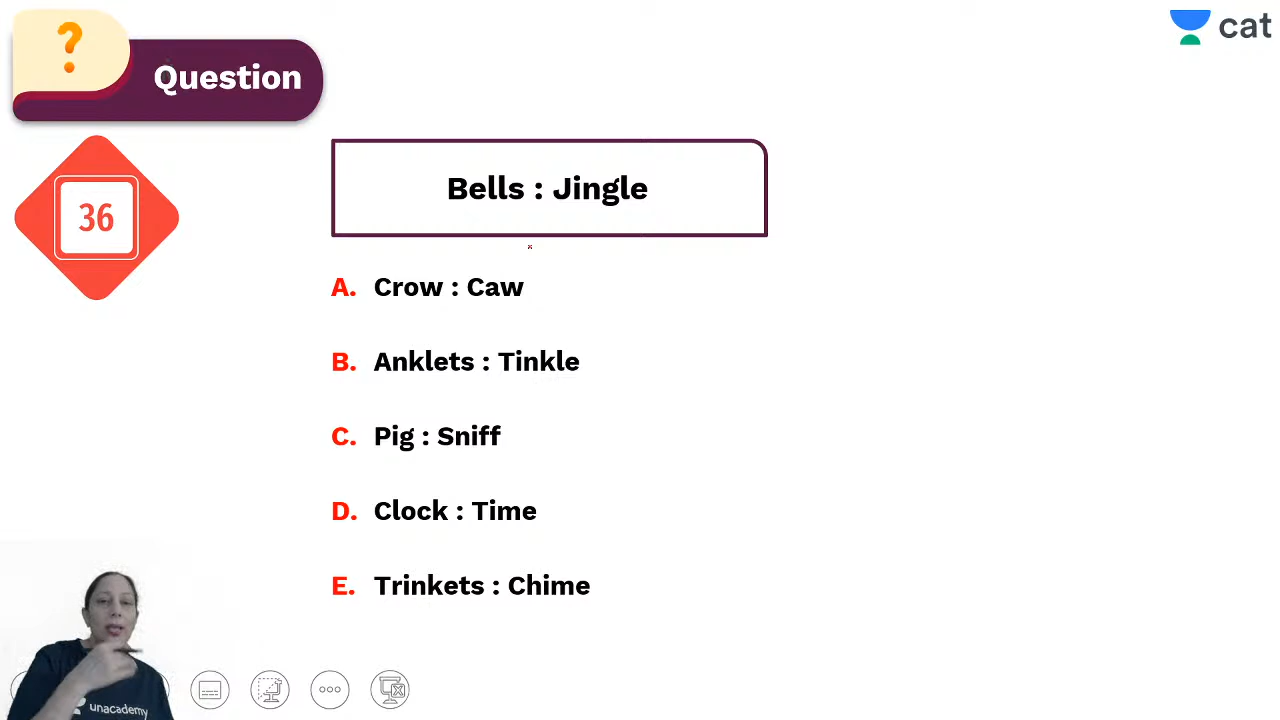 ?
Question
cat
36
Bells : Jingle
A. Crow : Caw
B. Anklets : Tinkle
C. Pig : Sniff
D. Clock : Time
E. Trinkets : Chime
unacademy